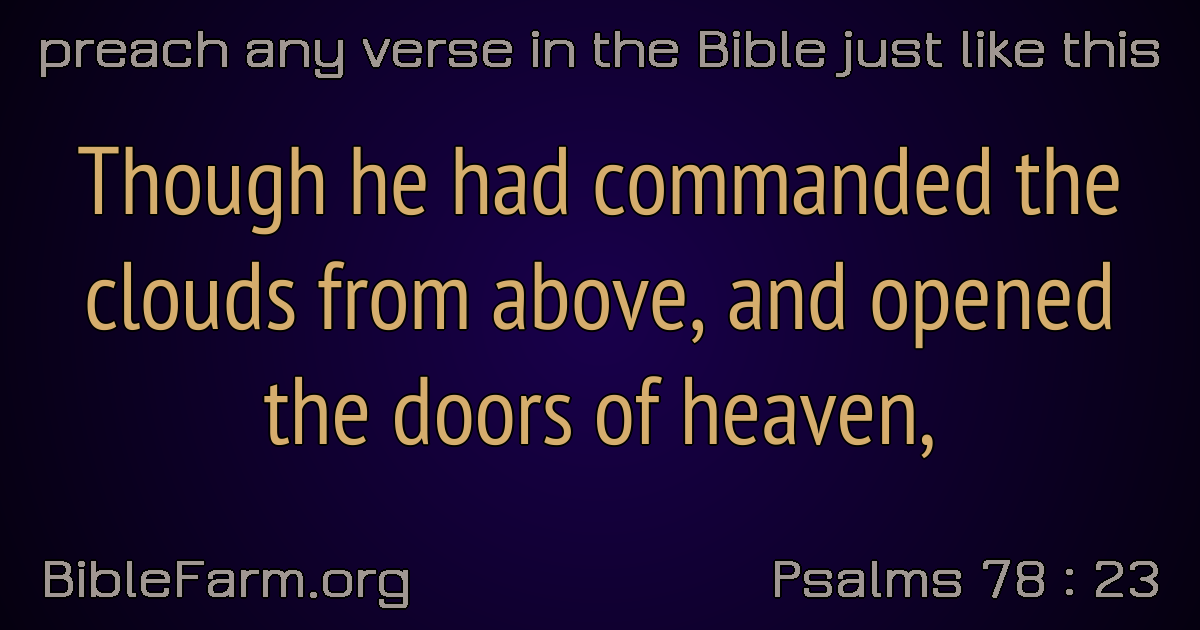 preach any verse in the Bible just like this
Though he had commanded the
clouds from above, and opened
the doors of heaven,
BibleFarm.org
Psalms 78 : 23